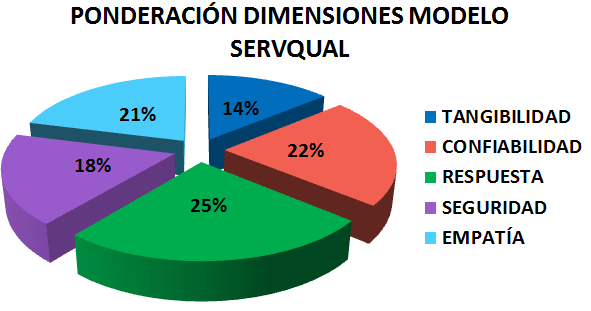 PONDERACIÓN DIMENSIONES MODELO
SERVQUAL
14%
22%
25%
18%
21%
TANGIBILIDAD
CONFIABILIDAD
RESPUESTA
SEGURIDAD
EMPATÍA